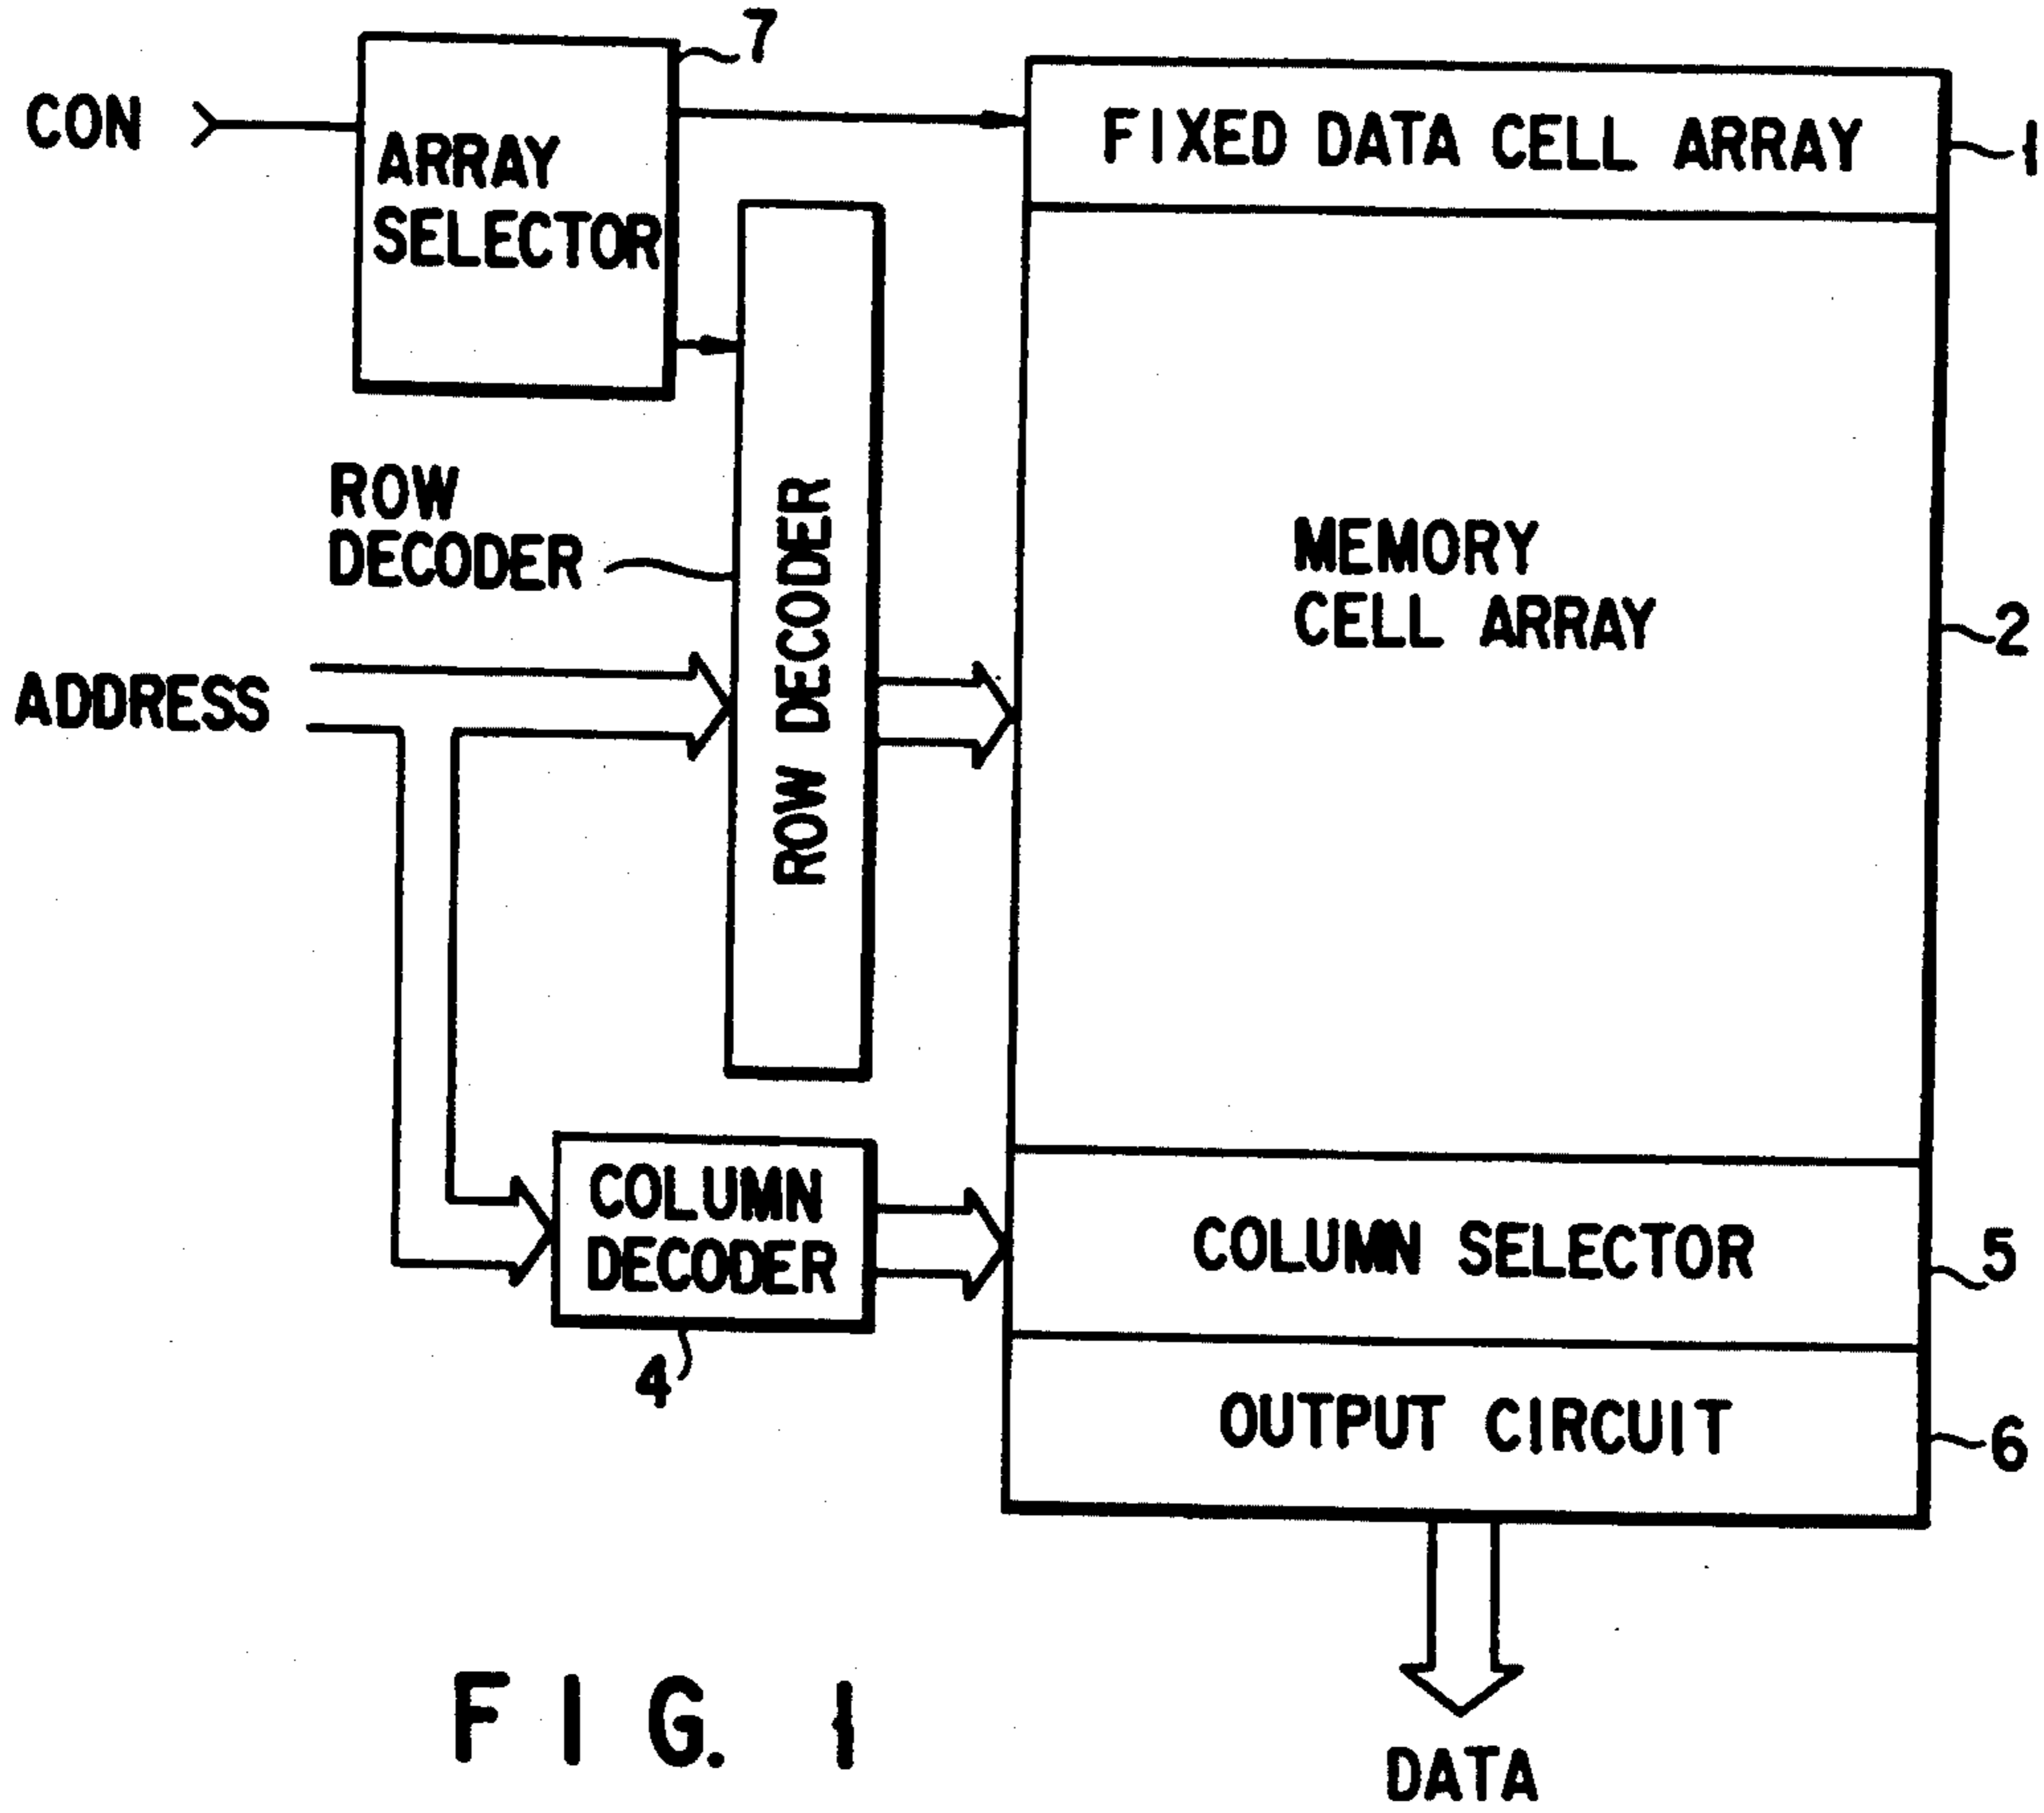 7
CON
ARRAY
SELECTOR
FIXED DATA CELL ARRAY
1
ROW
DECODER
ROW DECODER
MEMORY
CELL ARRAY
2
ADDRESS
COLUMN
DECODER
4
COLUMN SELECTOR
5
OUTPUT CIRCUIT
6
DATA
FIG. 1